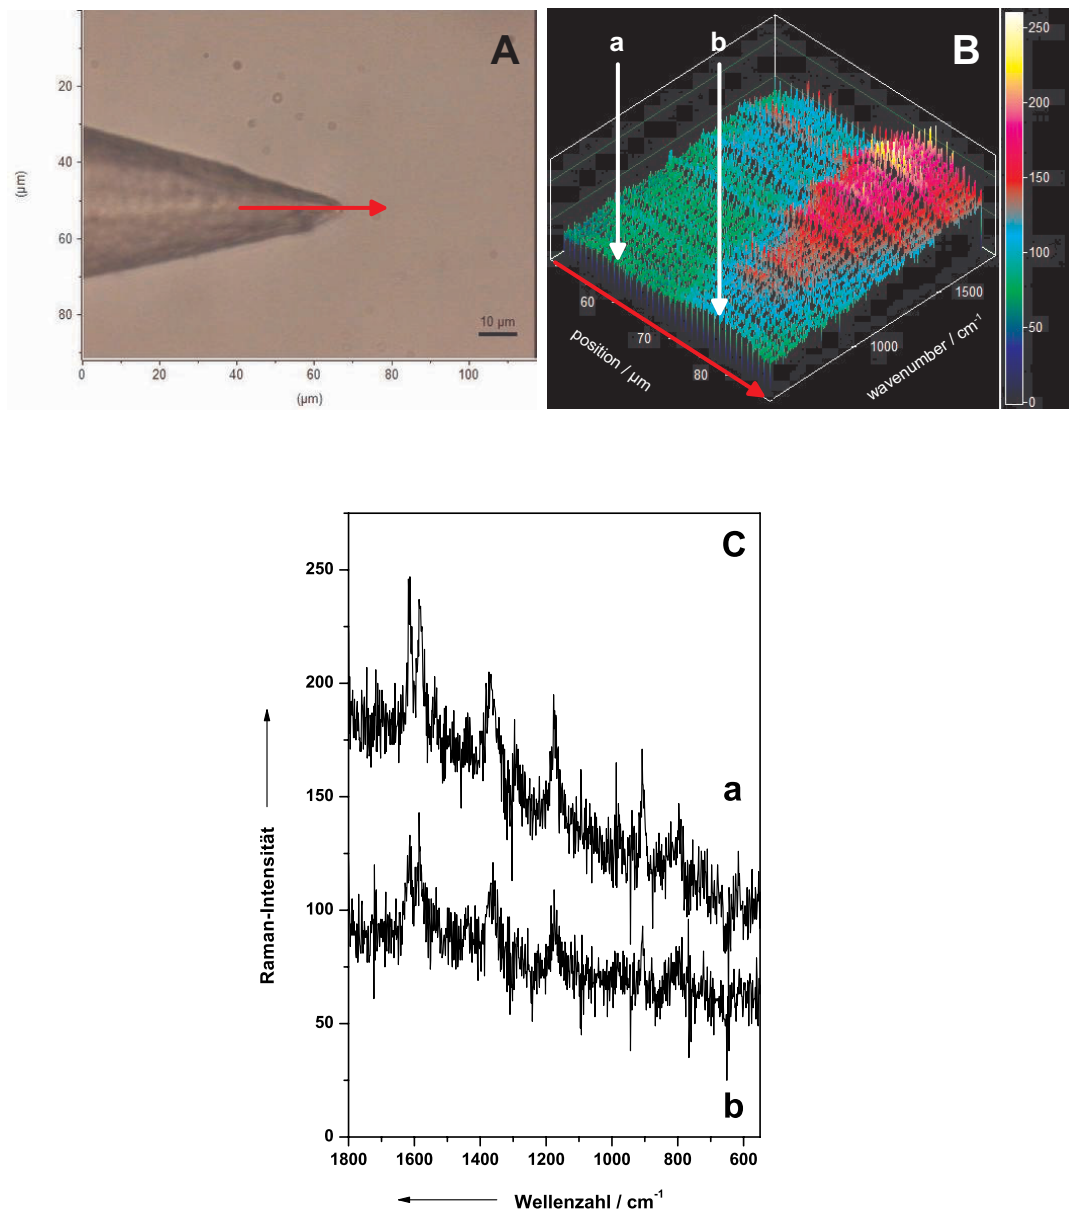 A
20
40
60
80
(µm)
10 µm
0
20
40
60
80
100
(µm)
a
b
B
60
70
80
position / µm
1000
1500
wavenumber / cm-1
250
200
150
100
50
0
C
250
200
150
100
50
0
a
b
Raman-Intensität
1800
1600
1400
1200
1000
800
600
Wellenzahl / cm-1